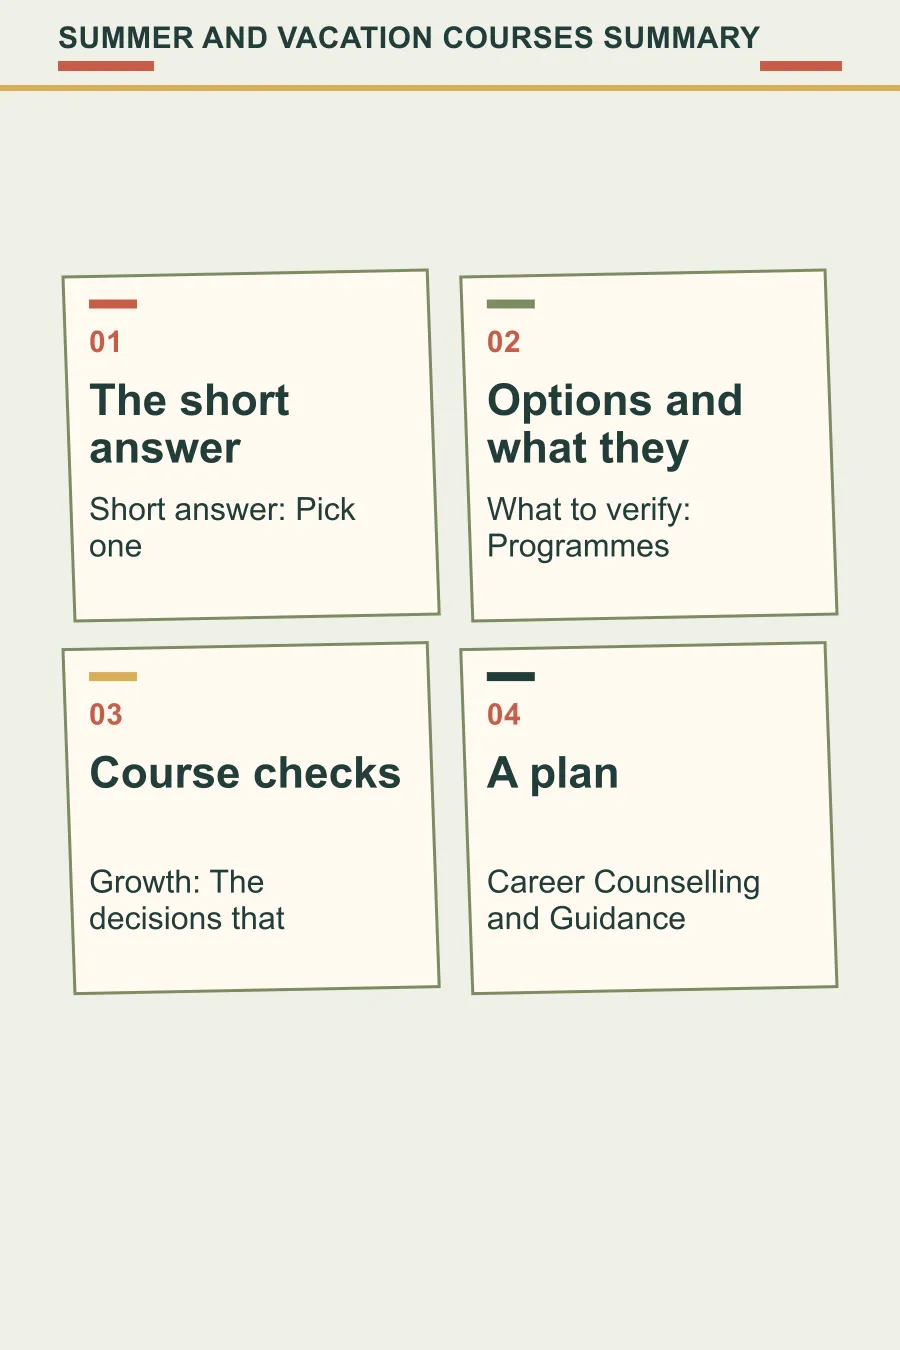 SUMMER AND VACATION COURSES SUMMARY
01
The short
answer
Short answer: Pick
one
02
Options and
what they
What to verify:
Programmes
03
Course checks
Growth: The
decisions that
04
A plan
Career Counselling
and Guidance